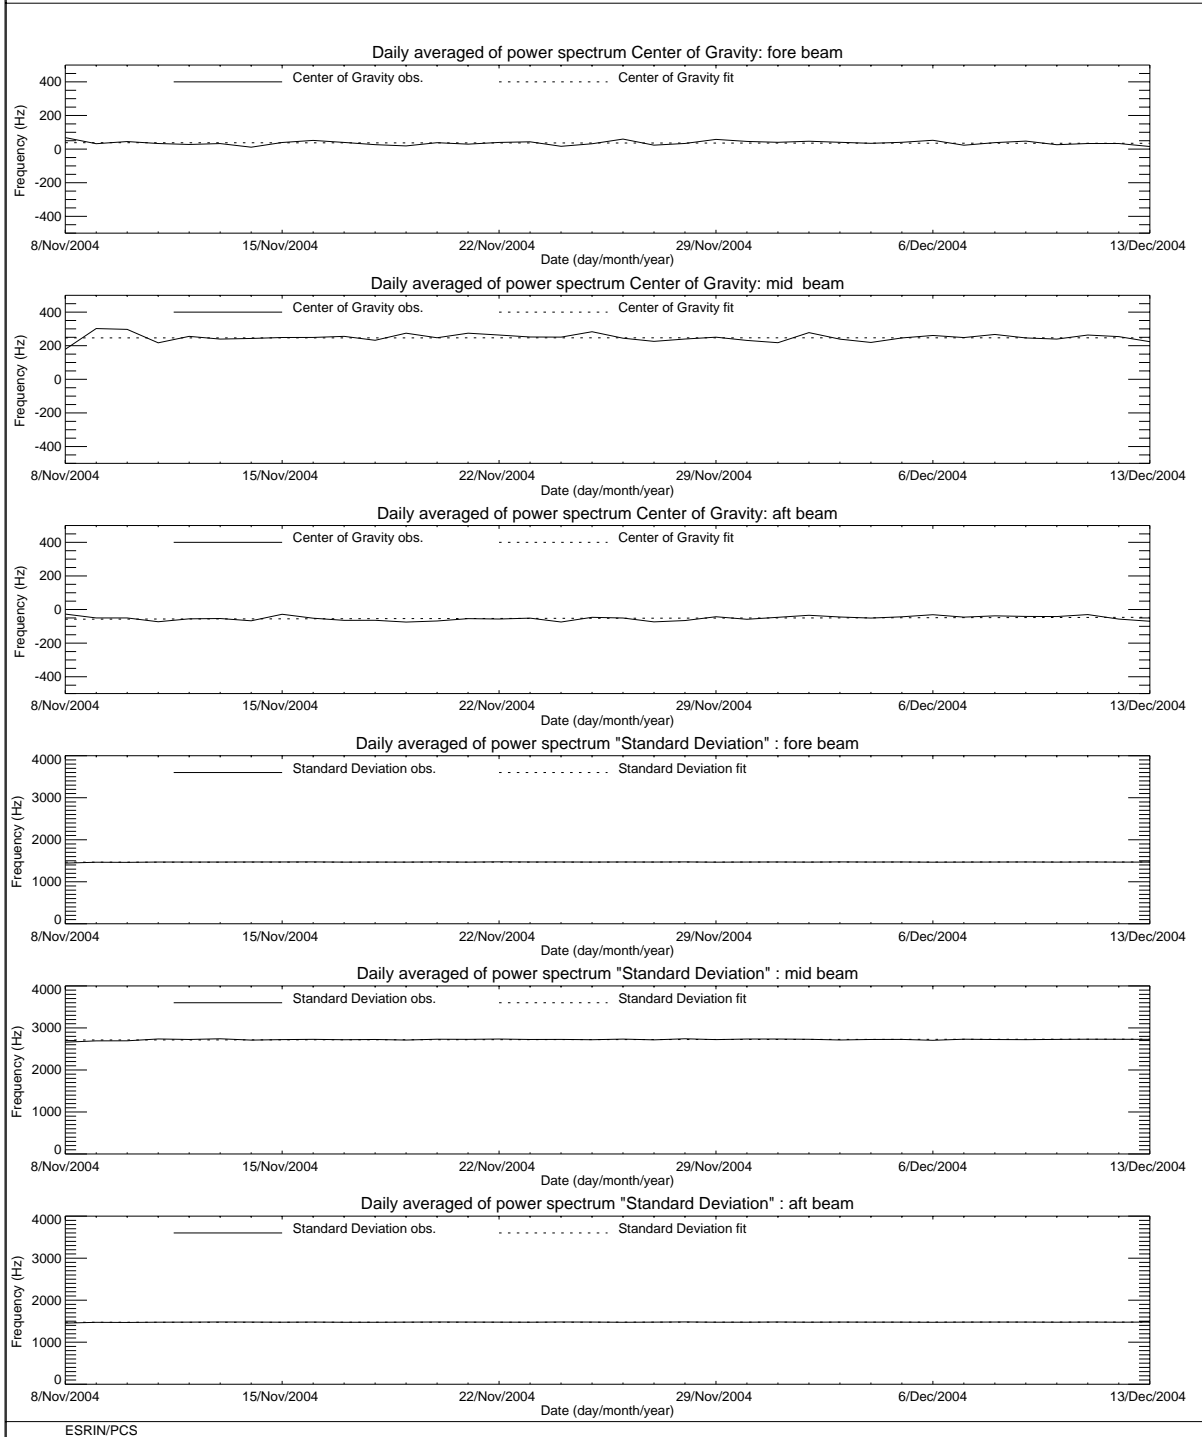 Daily averaged of power spectrum Center of Gravity: fore beam
Center of Gravity obs. Center of Gravity fit
400
200
0
-200
-400
Frequency (Hz)
8/Nov/2004 15/Nov/2004 22/Nov/2004 29/Nov/2004 6/Dec/2004 13/Dec/2004
Date (day/month/year)
Daily averaged of power spectrum Center of Gravity: mid beam
Center of Gravity obs. Center of Gravity fit
400
200
0
-200
-400
Frequency (Hz)
8/Nov/2004 15/Nov/2004 22/Nov/2004 29/Nov/2004 6/Dec/2004 13/Dec/2004
Date (day/month/year)
Daily averaged of power spectrum Center of Gravity: aft beam
Center of Gravity obs. Center of Gravity fit
400
200
0
-200
-400
Frequency (Hz)
8/Nov/2004 15/Nov/2004 22/Nov/2004 29/Nov/2004 6/Dec/2004 13/Dec/2004
Date (day/month/year)
Daily averaged of power spectrum "Standard Deviation" : fore beam
Standard Deviation obs. Standard Deviation fit
4000
3000
2000
1000
0
Frequency (Hz)
8/Nov/2004 15/Nov/2004 22/Nov/2004 29/Nov/2004 6/Dec/2004 13/Dec/2004
Date (day/month/year)
Daily averaged of power spectrum "Standard Deviation" : mid beam
Standard Deviation obs. Standard Deviation fit
4000
3000
2000
1000
0
Frequency (Hz)
8/Nov/2004 15/Nov/2004 22/Nov/2004 29/Nov/2004 6/Dec/2004 13/Dec/2004
Date (day/month/year)
Daily averaged of power spectrum "Standard Deviation" : aft beam
Standard Deviation obs. Standard Deviation fit
4000
3000
2000
1000
0
Frequency (Hz)
8/Nov/2004 15/Nov/2004 22/Nov/2004 29/Nov/2004 6/Dec/2004 13/Dec/2004
Date (day/month/year)
ESRIN/PCS